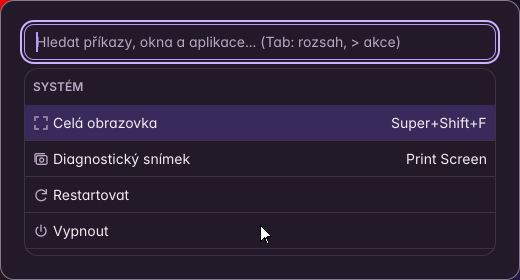 Hledat příkazy, okna a aplikace... (Tab: rozsah, > akce)
SYSTÉM
Celá obrazovka Super+Shift+F
Diagnostický snímek Print Screen
Restartovat
Vypnout